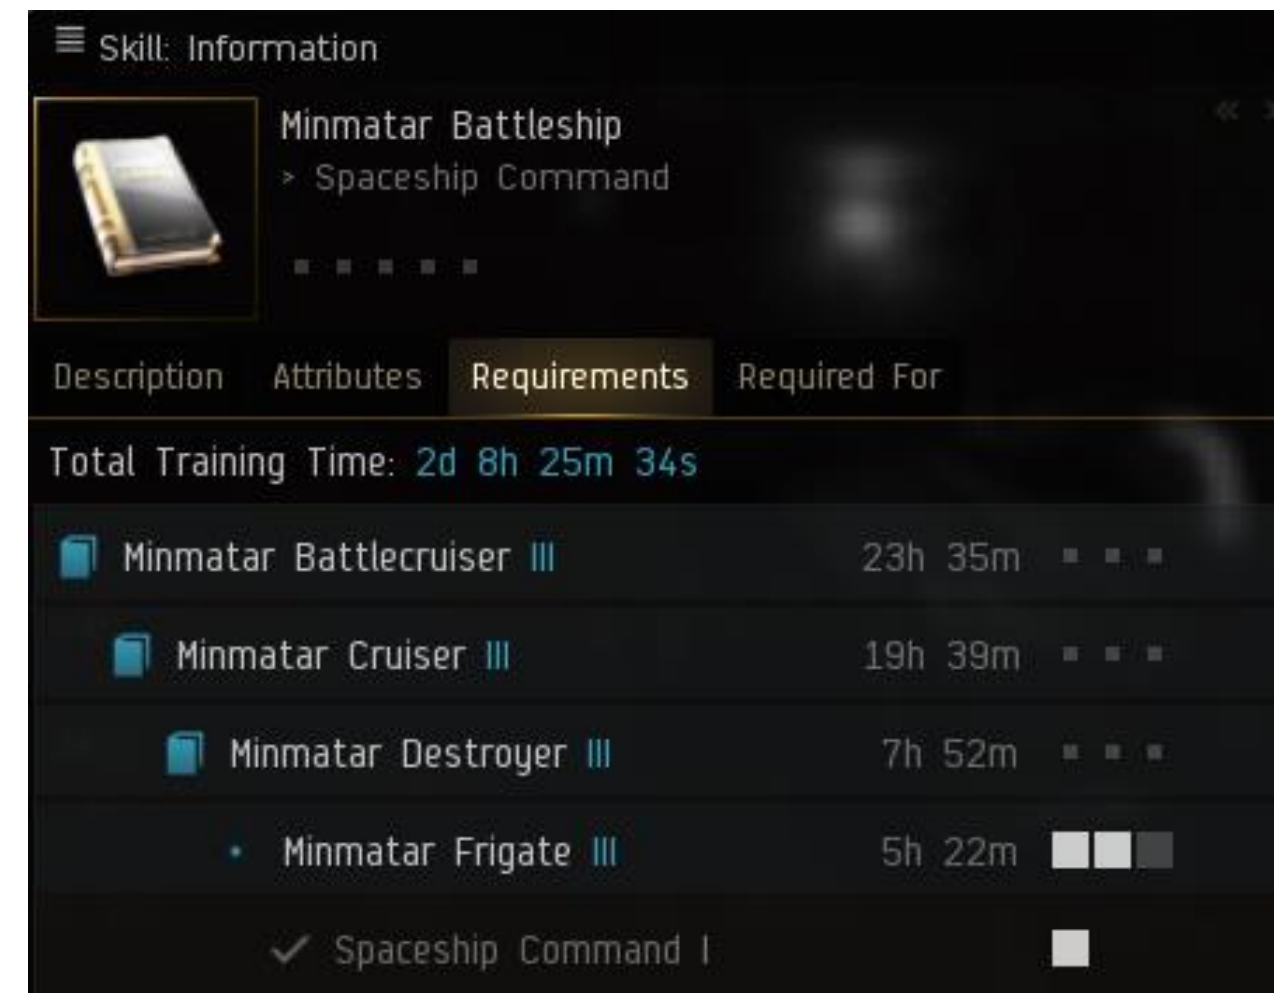 Skill: Information
Minmatar Battleship
> Spaceship Command
Description Attributes Requirements Required For
Total Training Time: 2d 8h 25m 34s
Minmatar Battlecruiser III 23h 35m
Minmatar Cruiser III 19h 39m
Minmatar Destroyer III 7h 52m
Minmatar Frigate III 5h 22m
Spaceship Command I